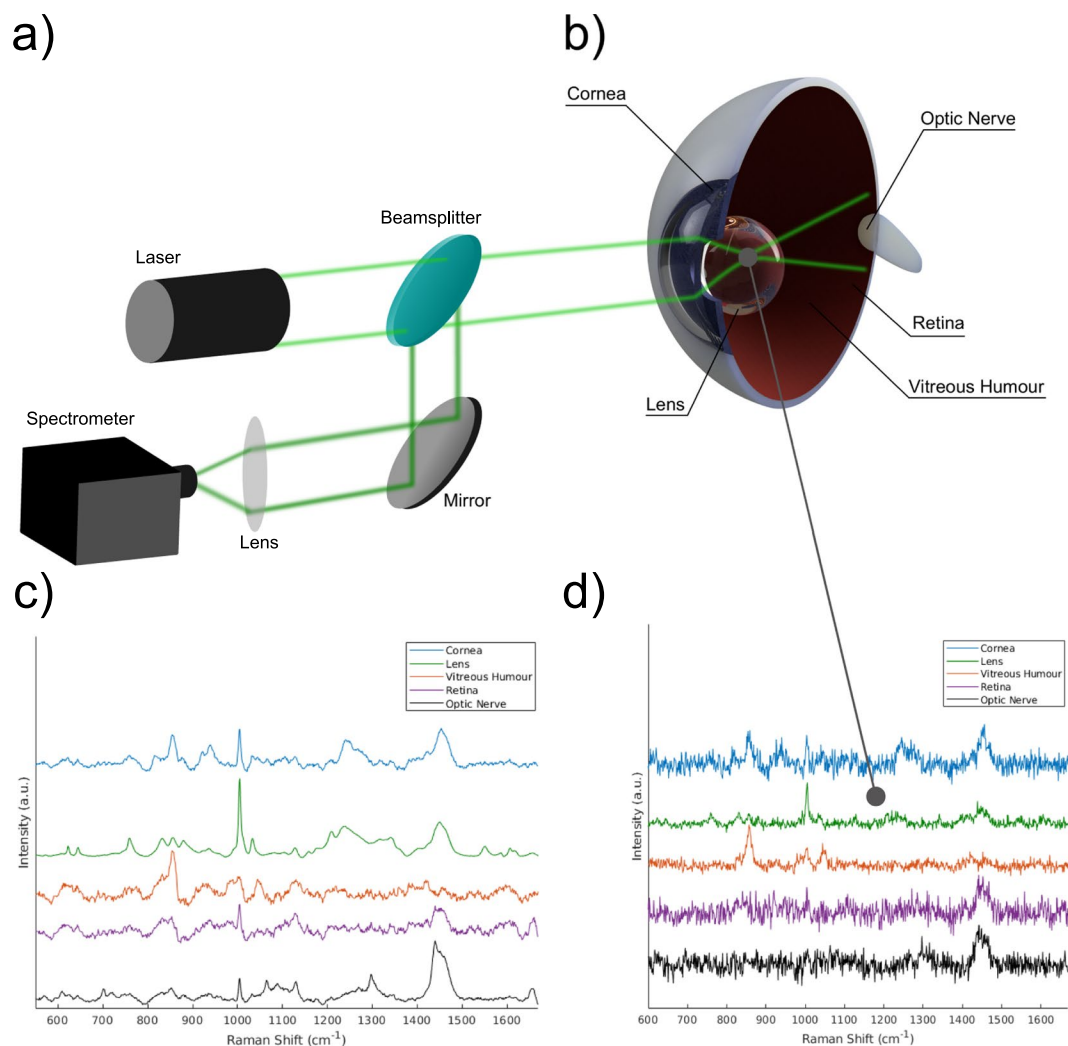 a)
b)
Cornea
Optic Nerve
Beamsplitter
Laser
Retina
Vitreous Humour
Lens
Spectrometer
Mirror
Lens
c)
d)
Cornea
Lens
Vitreous Humour
Retina
Optic Nerve
Intensity (a.u.)
600 700 800 900 1000 1100 1200 1300 1400 1500 1600
Raman Shift (cm⁻¹)
Cornea
Lens
Vitreous Humour
Retina
Optic Nerve
Intensity (a.u.)
600 700 800 900 1000 1100 1200 1300 1400 1500 1600
Raman Shift (cm⁻¹)